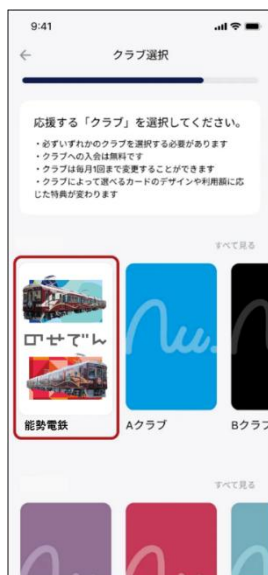 9:41
クラブ選択
応援する「クラブ」を選択してください。
・必ずいずれかのクラブを選択する必要があります
・クラブへの入会は無料です
・クラブは毎月1回まで変更することができます
・クラブによって選べるカードのデザインや利用額に応
じた特典が変わります
すべて見る
のせでん
nu.
能勢電鉄
Aクラブ
Bクラブ
すべて見る